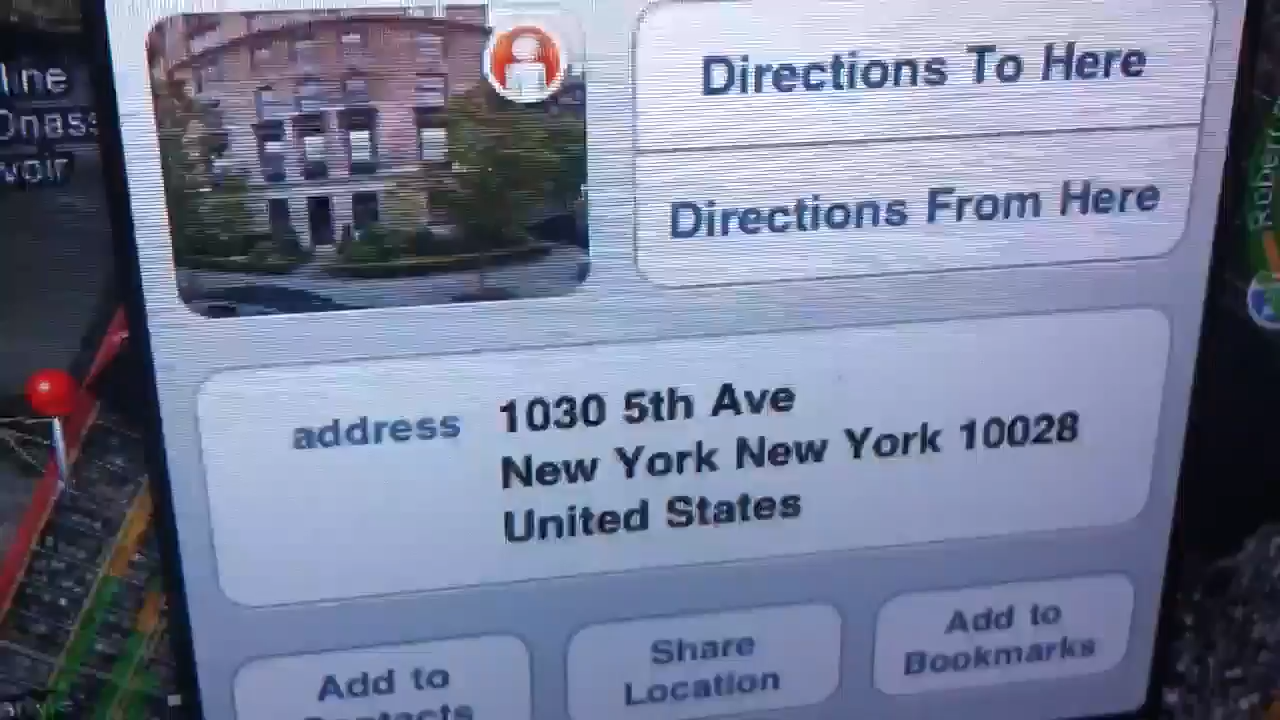 Directions To Here
Directions From Here
address
1030 5th Ave
New York New York 10028
United States
Add to
Contacts
Share
Location
Add to
Bookmarks